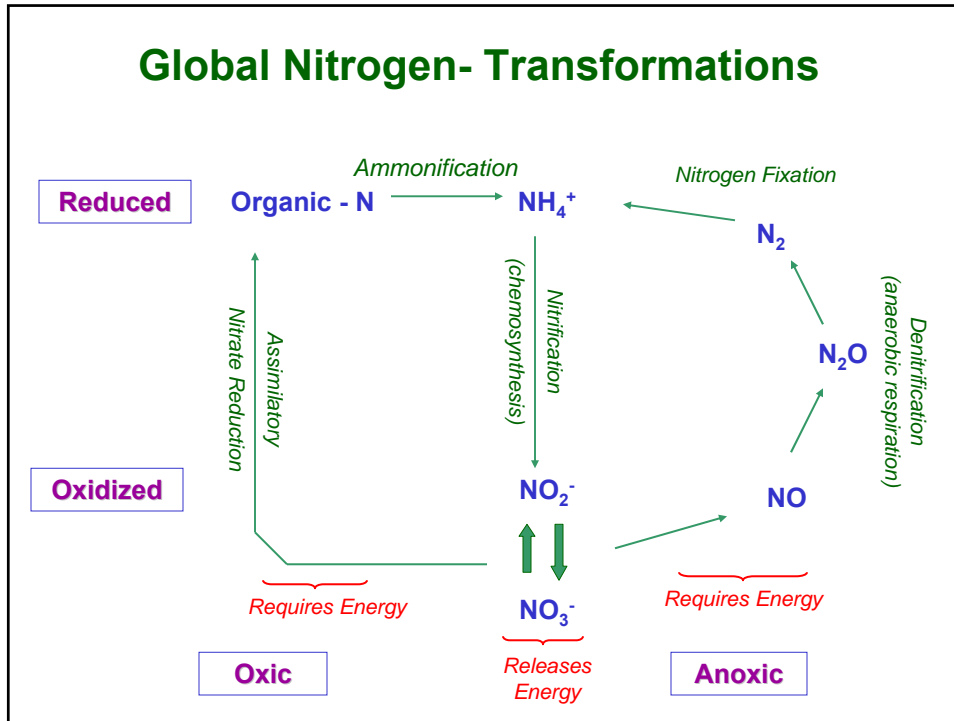 Global Nitrogen- Transformations
Ammonification
Nitrogen Fixation
Reduced
Organic - N
NH₄⁺
N₂
Assimilatory
Nitrate Reduction
Nitrification
(chemosynthesis)
N₂O
Denitrification
(anaerobic respiration)
Oxidized
NO₂⁻
NO
Requires Energy
NO₃⁻
Requires Energy
Oxic
Releases
Energy
Anoxic